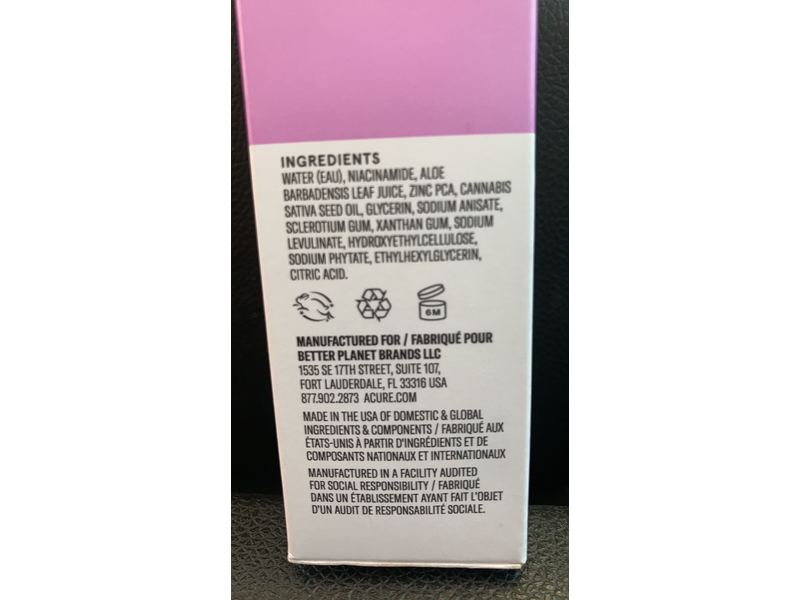 INGREDIENTS
WATER (EAU), NIACINAMIDE, ALOE
BARBADENSIS LEAF JUICE, ZINC PCA, CANNABIS
SATIVA SEED OIL, GLYCERIN, SODIUM ANISATE,
SCLEROTIUM GUM, XANTHAN GUM, SODIUM
LEVULINATE, HYDROXYETHYLCELLULOSE,
SODIUM PHYTATE, ETHYLHEXYLGLYCERIN,
CITRIC ACID.
6M
MANUFACTURED FOR / FABRIQUÉ POUR
BETTER PLANET BRANDS LLC
1535 SE 17TH STREET, SUITE 107,
FORT LAUDERDALE, FL 33316 USA
877.902.2873 ACURE.COM
MADE IN THE USA OF DOMESTIC & GLOBAL
INGREDIENTS & COMPONENTS / FABRIQUÉ AUX
ÉTATS-UNIS À PARTIR D'INGRÉDIENTS ET DE
COMPOSANTS NATIONAUX ET INTERNATIONAUX
MANUFACTURED IN A FACILITY AUDITED
FOR SOCIAL RESPONSIBILITY / FABRIQUÉ
DANS UN ÉTABLISSEMENT AYANT FAIT L'OBJET
D'UN AUDIT DE RESPONSABILITÉ SOCIALE.